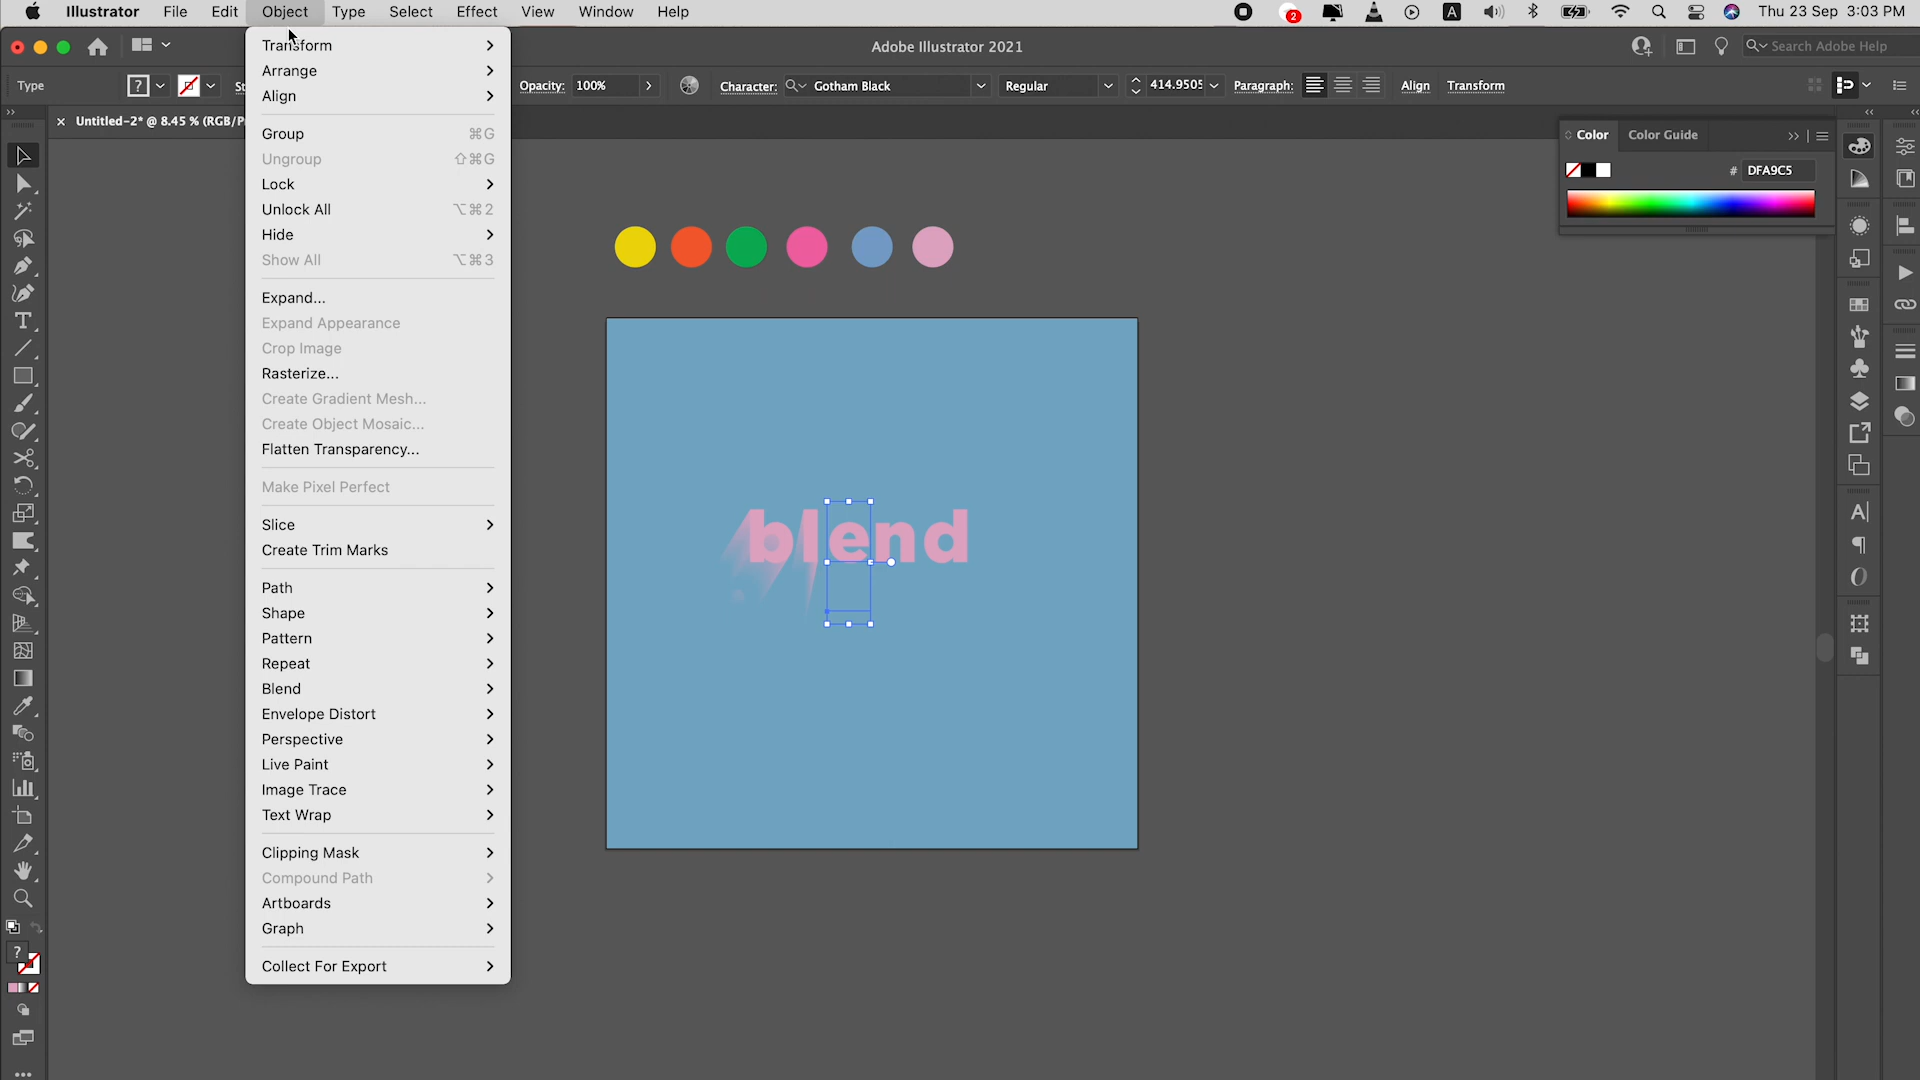 Illustrator File Edit Object Type Select Effect View Window Help 2 A Thu 23 Sep 3:03 PM
Adobe Illustrator 2021
Search Adobe Help
Type ? St Opacity: 100% Character: Gotham Black Regular 414.9505 Paragraph: Align Transform
× Untitled-2* @ 8.45 % (RGB/P
Color Color Guide
# DFA9C5
Transform
Arrange
Align
Group ⌘G
Ungroup ⇧⌘G
Lock
Unlock All ⌥⌘2
Hide
Show All ⌥⌘3
Expand...
Expand Appearance
Crop Image
Rasterize...
Create Gradient Mesh...
Create Object Mosaic...
Flatten Transparency...
Make Pixel Perfect
Slice
Create Trim Marks
Path
Shape
Pattern
Repeat
Blend
Envelope Distort
Perspective
Live Paint
Image Trace
Text Wrap
Clipping Mask
Compound Path
Artboards
Graph
Collect For Export
blend
?